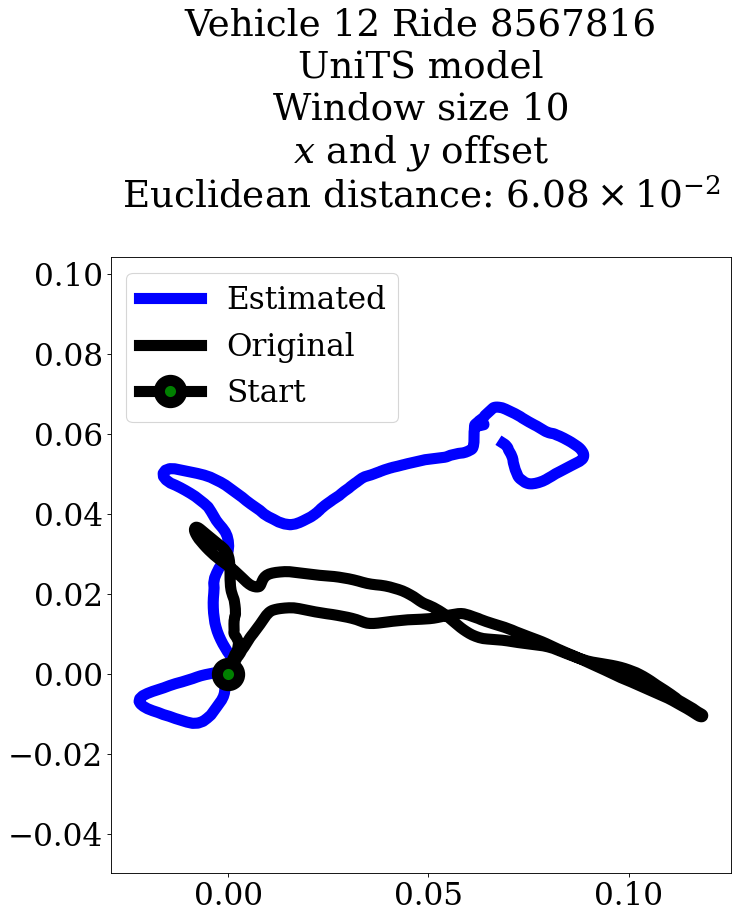 Vehicle 12 Ride 8567816
UniTS model
Window size 10
x and y offset
Euclidean distance: 6.08 × 10⁻²
0.10
0.08
0.06
0.04
0.02
0.00
−0.02
−0.04
Estimated
Original
Start
0.00 0.05 0.10